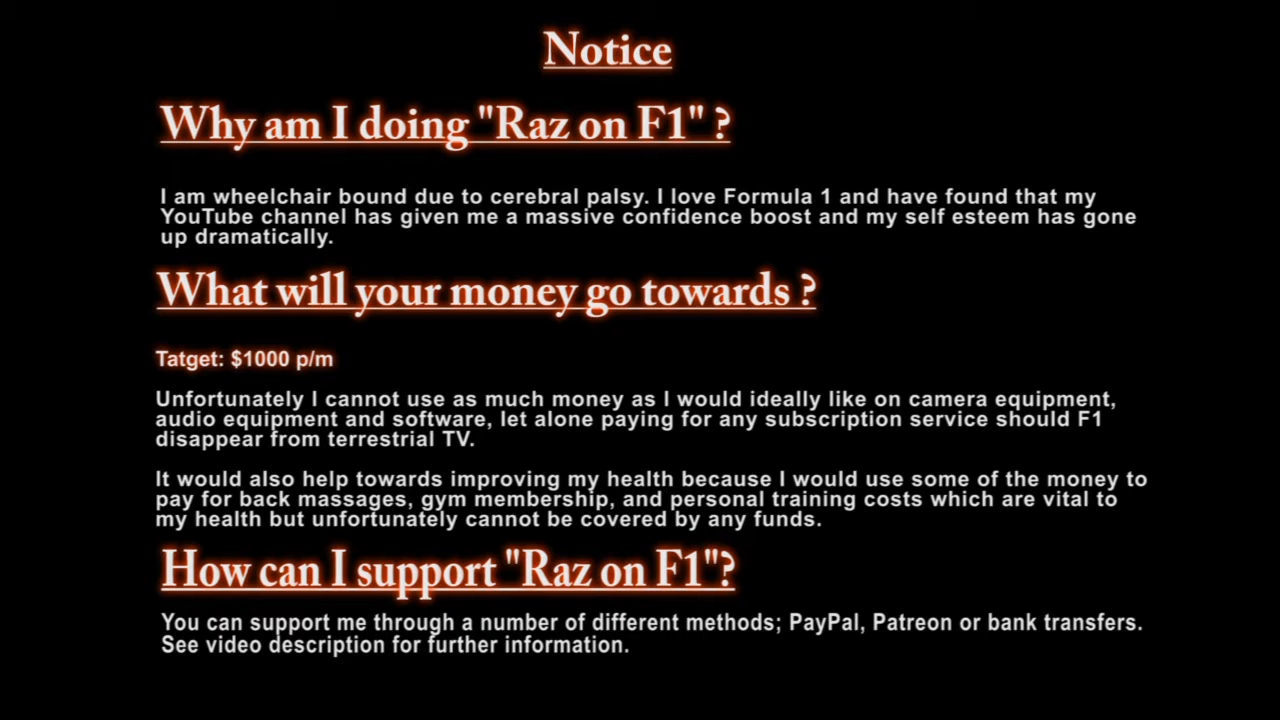 Notice
Why am I doing "Raz on F1" ?
I am wheelchair bound due to cerebral palsy. I love Formula 1 and have found that my
YouTube channel has given me a massive confidence boost and my self esteem has gone
up dramatically.
What will your money go towards ?
Tatget: $1000 p/m
Unfortunately I cannot use as much money as I would ideally like on camera equipment,
audio equipment and software, let alone paying for any subscription service should F1
disappear from terrestrial TV.
It would also help towards improving my health because I would use some of the money to
pay for back massages, gym membership, and personal training costs which are vital to
my health but unfortunately cannot be covered by any funds.
How can I support "Raz on F1"?
You can support me through a number of different methods; PayPal, Patreon or bank transfers.
See video description for further information.